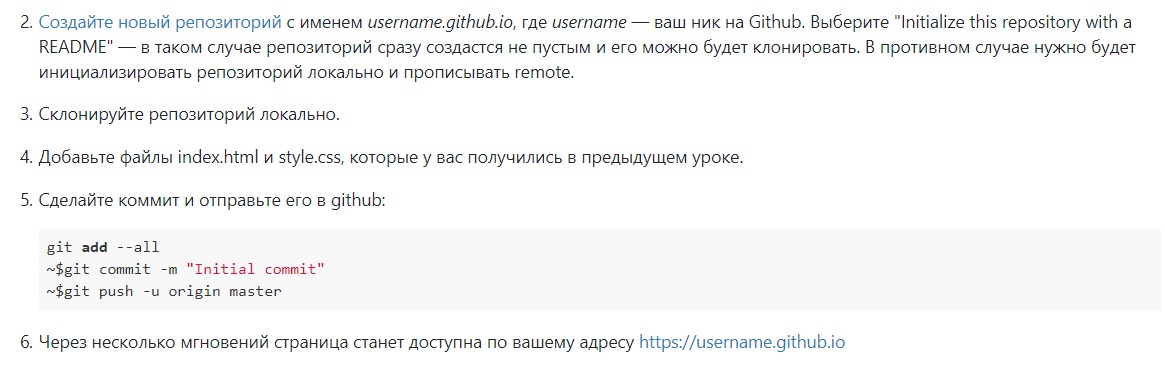 2. Создайте новый репозиторий с именем username.github.io, где username — ваш ник на Github. Выберите "Initialize this repository with a
README" — в таком случае репозиторий сразу создастся не пустым и его можно будет клонировать. В противном случае нужно будет
инициализировать репозиторий локально и прописывать remote.
3. Склонируйте репозиторий локально.
4. Добавьте файлы index.html и style.css, которые у вас получились в предыдущем уроке.
5. Сделайте коммит и отправьте его в github:
git add --all
~$git commit -m "Initial commit"
~$git push -u origin master
6. Через несколько мгновений страница станет доступна по вашему адресу https://username.github.io